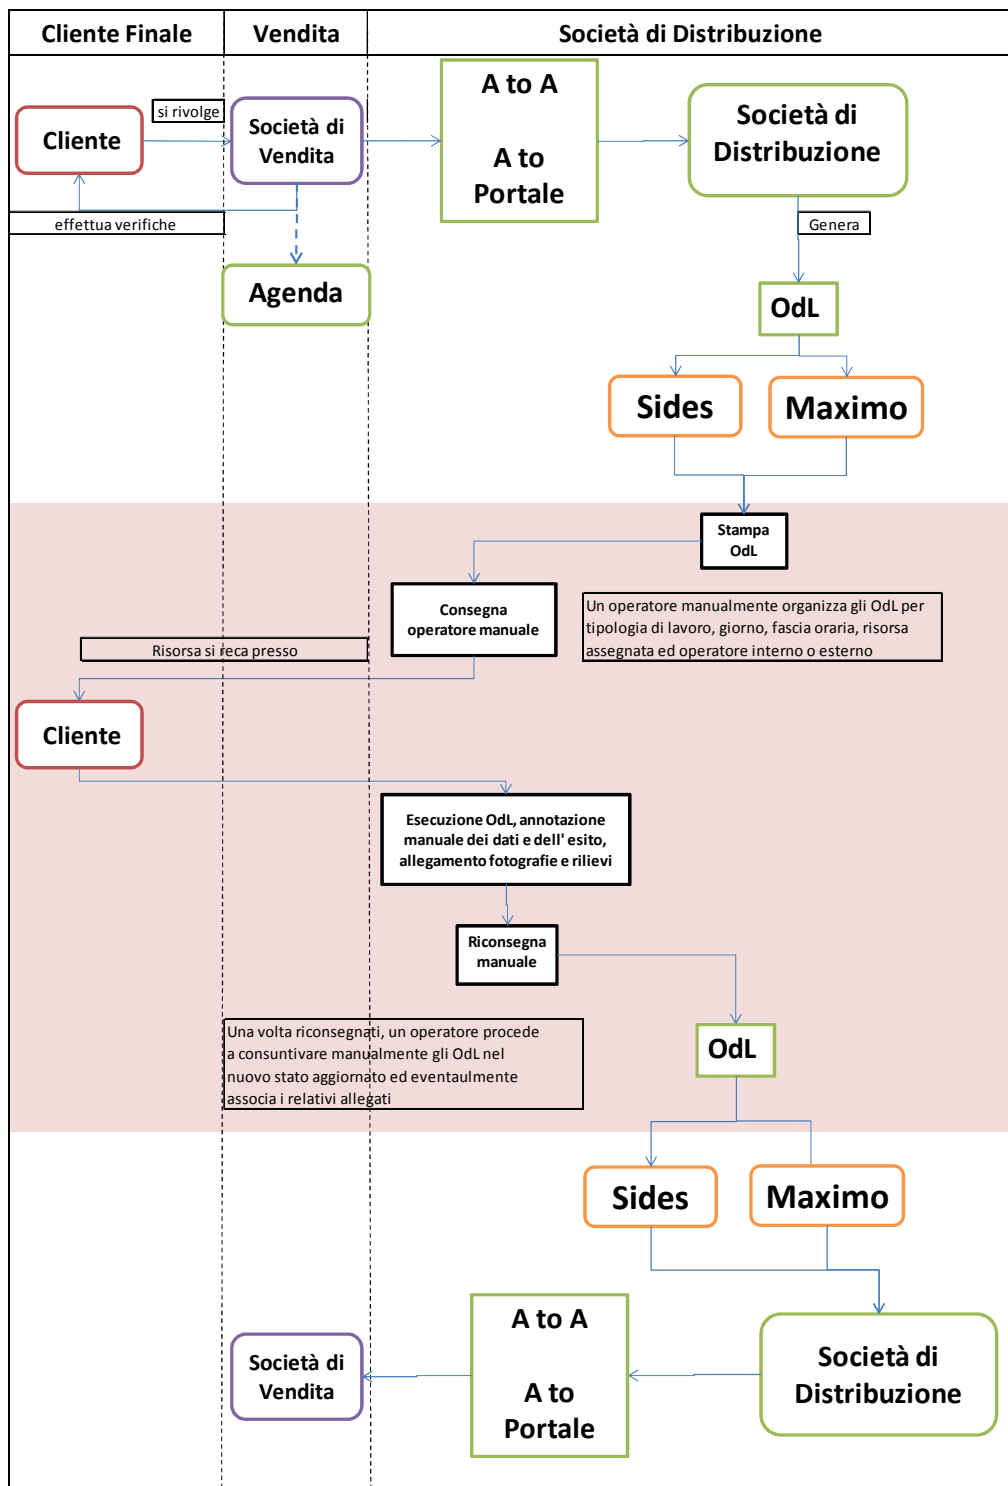 Cliente Finale
Vendita
Società di Distribuzione
si rivolge
Cliente
Società di
Vendita
A to A
A to
Portale
Società di
Distribuzione
effettua verifiche
Genera
Agenda
OdL
Sides
Maximo
Stampa
OdL
Consegna
operatore manuale
Un operatore manualmente organizza gli OdL per
tipologia di lavoro, giorno, fascia oraria, risorsa
assegnata ed operatore interno o esterno
Risorsa si reca presso
Cliente
Esecuzione OdL, annotazione
manuale dei dati e dell' esito,
allegamento fotografie e rilievi
Riconsegna
manuale
Una volta riconsegnati, un operatore procede
a consuntivare manualmente gli OdL nel
nuovo stato aggiornato ed eventaulmente
associa i relativi allegati
OdL
Sides
Maximo
Società di
Vendita
A to A
A to
Portale
Società di
Distribuzione